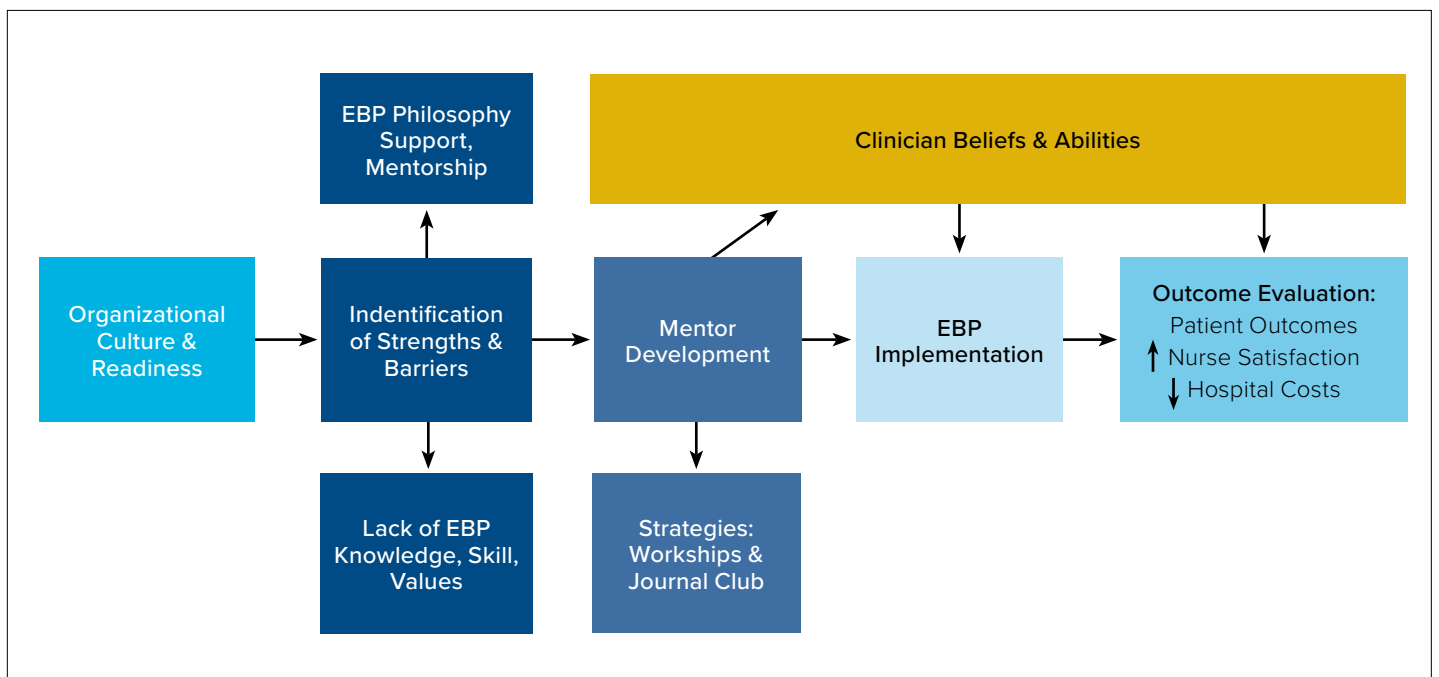 EBP Philosophy
Support,
Mentorship
Clinician Beliefs & Abilities
Organizational
Culture &
Readiness
Indentification
of Strengths &
Barriers
Mentor
Development
EBP
Implementation
Outcome Evaluation:
Patient Outcomes
Nurse Satisfaction
Hospital Costs
Lack of EBP
Knowledge, Skill,
Values
Strategies:
Workships &
Journal Club